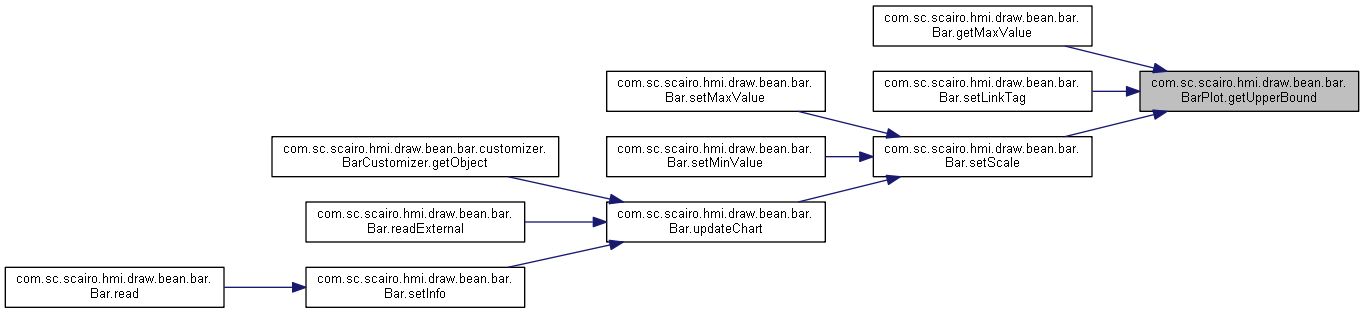 com.sc.scairo.hmi.draw.bean.bar.
Bar.getMaxValue
com.sc.scairo.hmi.draw.bean.bar.
BarPlot.getUpperBound
com.sc.scairo.hmi.draw.bean.bar.
Bar.setMaxValue
com.sc.scairo.hmi.draw.bean.bar.
Bar.setLinkTag
com.sc.scairo.hmi.draw.bean.bar.customizer.
BarCustomizer.getObject
com.sc.scairo.hmi.draw.bean.bar.
Bar.setMinValue
com.sc.scairo.hmi.draw.bean.bar.
Bar.setScale
com.sc.scairo.hmi.draw.bean.bar.
Bar.readExternal
com.sc.scairo.hmi.draw.bean.bar.
Bar.updateChart
com.sc.scairo.hmi.draw.bean.bar.
Bar.read
com.sc.scairo.hmi.draw.bean.bar.
Bar.setInfo